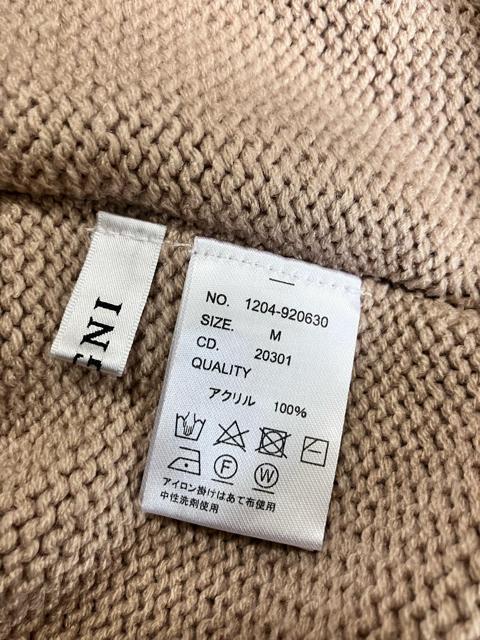 INGNI
NO. 1204-920630
SIZE. M
CD. 20301
QUALITY
アクリル 100%
F
W
アイロン掛けはあて布使用
中性洗剤使用